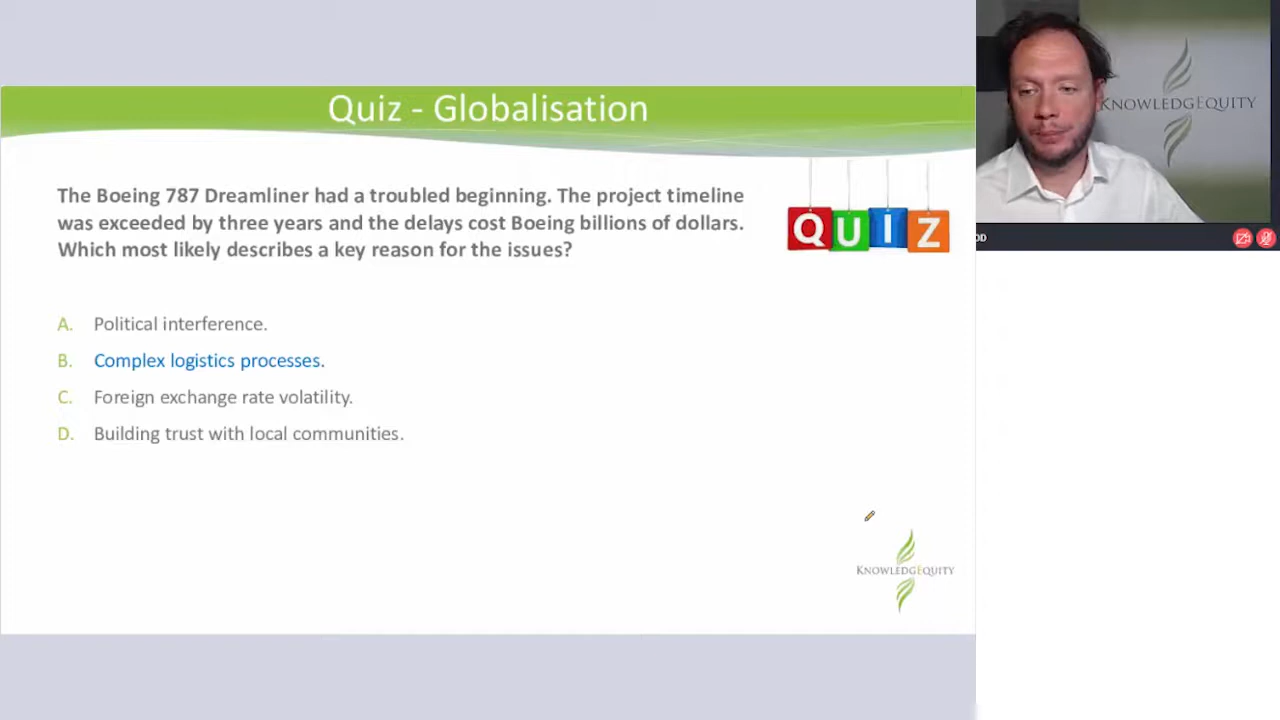 Quiz - Globalisation
The Boeing 787 Dreamliner had a troubled beginning. The project timeline
was exceeded by three years and the delays cost Boeing billions of dollars.
Which most likely describes a key reason for the issues?
QUIZ
A. Political interference.
B. Complex logistics processes.
C. Foreign exchange rate volatility.
D. Building trust with local communities.
KNOWLEDGEQUITY
KNOWLEDGEQUITY
OD